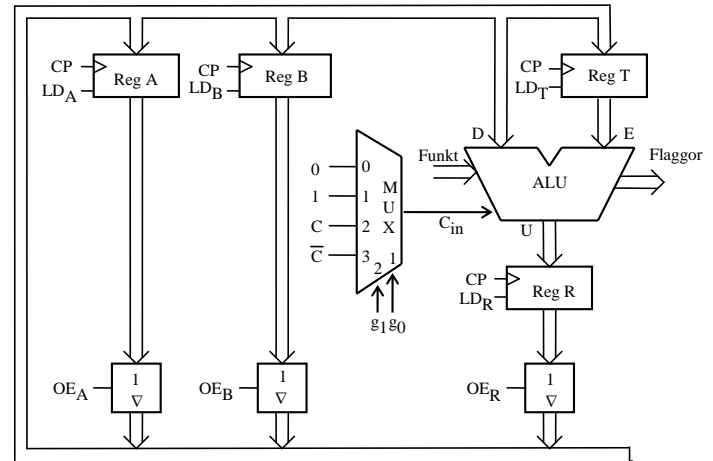 CP
LD_A
Reg A
CP
LD_B
Reg B
CP
LD_T
Reg T
D
E
Funkt
ALU
Flaggor
U
0
1
C
C̅
0
1
2
3
M
U
X
2
1
g_1 g_0
C_in
CP
LD_R
Reg R
OE_A
1
∇
OE_B
1
∇
OE_R
1
∇